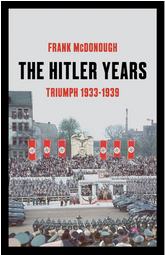 FRANK McDONOUGH
THE HITLER YEARS
TRIUMPH 1933-1939